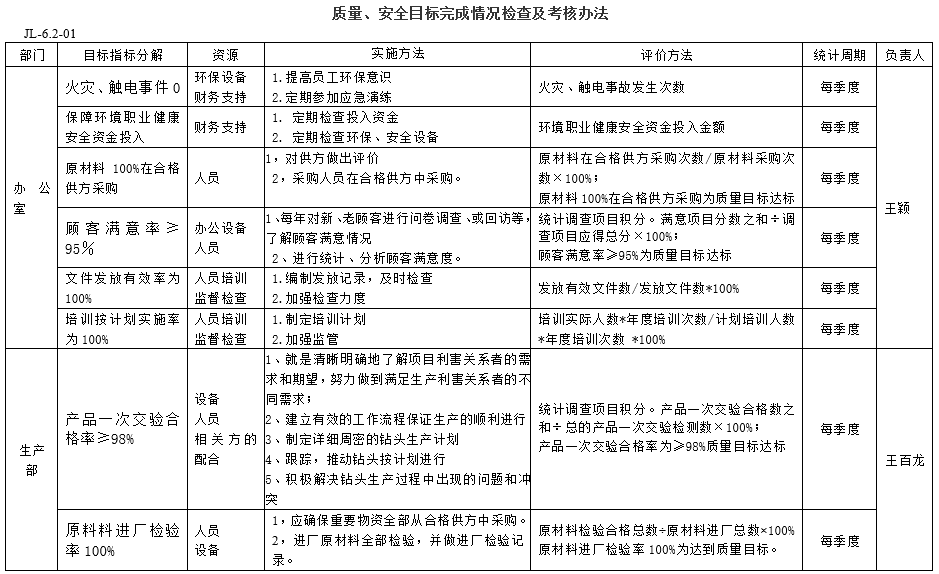 质量、安全目标完成情况检查及考核办法
JL-6.2-01
部门 目标指标分解 资源 实施方法 评价方法 统计周期 负责人
办公
室
火灾、触电事件0
环保设备
财务支持
1.提高员工环保意识
2.定期参加应急演练
火灾、触电事故发生次数
每季度
王颖
保障环境职业健康
安全资金投入
财务支持
1. 定期检查投入资金
2. 定期检查环保、安全设备
环境职业健康安全资金投入金额
每季度
原材料 100%在合格
供方采购
人员
1，对供方做出评价
2，采购人员在合格供方中采购。
原材料在合格供方采购次数/原材料采购次
数×100%；
原材料100%在合格供方采购为质量目标达标
每季度
顾客满意率≥
95%
办公设备
人员
1、每年对新、老顾客进行问卷调查、或回访等，
了解顾客满意情况
2、进行统计、分析顾客满意度。
统计调查项目积分。满意项目分数之和÷调
查项目应得总分×100%；
顾客满意率≥95%为质量目标达标
每季度
文件发放有效率为
100%
人员培训
监督检查
1.编制发放记录，及时检查
2.加强检查力度
发放有效文件数/发放文件数*100%
每季度
培训按计划实施率
为100%
人员培训
监督检查
1.制定培训计划
2.加强监管
培训实际人数*年度培训次数/计划培训人数
*年度培训次数 *100%
每季度
生产
部
产品一次交验合
格率≥98%
设备
人员
相关方的
配合
1、就是清晰明确地了解项目利害关系者的需
求和期望，努力做到满足生产利害关系者的不
同需求；
2、建立有效的工作流程保证生产的顺利进行
3、制定详细周密的钻头生产计划
4、跟踪，推动钻头按计划进行
5、积极解决钻头生产过程中出现的问题和冲
突
统计调查项目积分。产品一次交验合格数之
和÷总的产品一次交验检测数×100%；
产品一次交验合格率为≥98%质量目标达标
每季度
王百龙
原料料进厂检验
率100%
人员
设备
1，应确保重要物资全部从合格供方中采购。
2，进厂原材料全部检验，并做进厂检验记
录。
原材料检验合格总数÷原材料进厂总数×100%
原材料进厂检验率100%为达到质量目标。
每季度